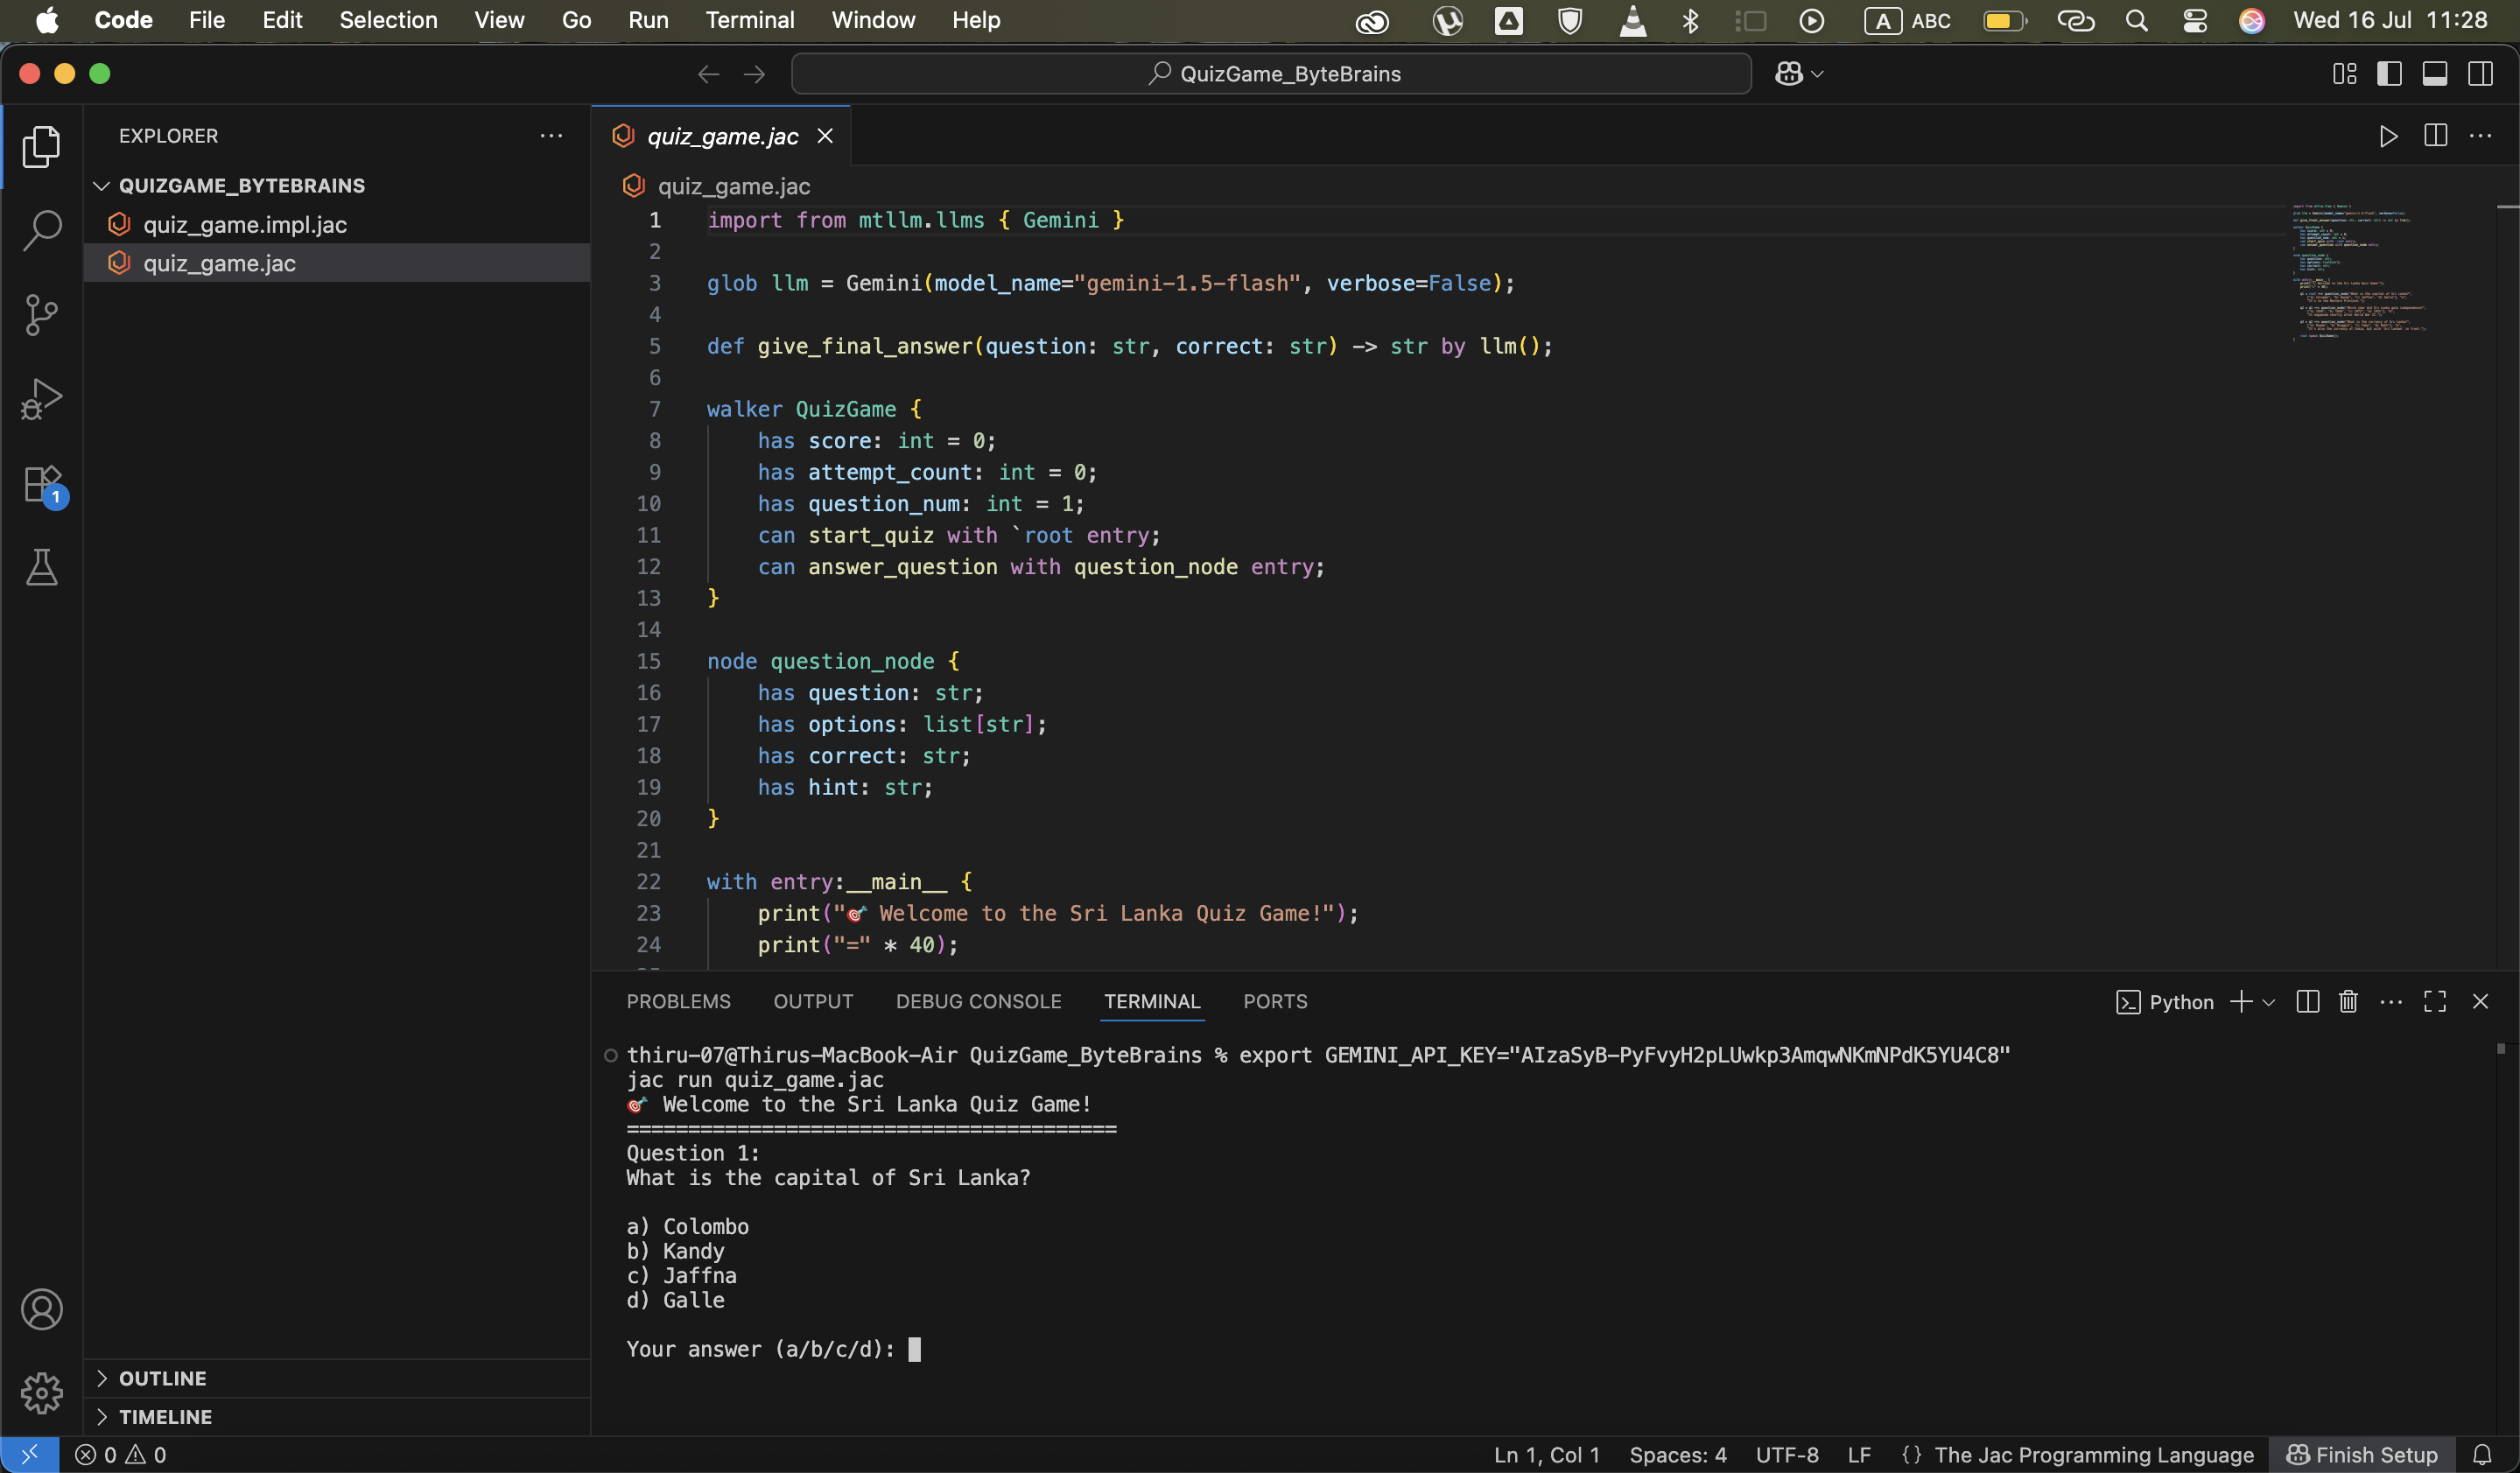 Code File Edit Selection View Go Run Terminal Window Help A ABC Wed 16 Jul 11:28
QuizGame_ByteBrains
EXPLORER
QUIZGAME_BYTEBRAINS
quiz_game.impl.jac
quiz_game.jac
quiz_game.jac
quiz_game.jac
1 import from mtllm.llms { Gemini }
2
3 glob llm = Gemini(model_name="gemini-1.5-flash", verbose=False);
4
5 def give_final_answer(question: str, correct: str) -> str by llm();
6
7 walker QuizGame {
8 has score: int = 0;
9 has attempt_count: int = 0;
10 has question_num: int = 1;
11 can start_quiz with `root entry;
12 can answer_question with question_node entry;
13 }
14
15 node question_node {
16 has question: str;
17 has options: list[str];
18 has correct: str;
19 has hint: str;
20 }
21
22 with entry:__main__ {
23 print("🎯 Welcome to the Sri Lanka Quiz Game!");
24 print("=" * 40);
PROBLEMS OUTPUT DEBUG CONSOLE TERMINAL PORTS Python
thiru-07@Thirus-MacBook-Air QuizGame_ByteBrains % export GEMINI_API_KEY="AIzaSyB-PyFvyH2pLUwkp3AmqwNKmNPdK5YU4C8"
jac run quiz_game.jac
🎯 Welcome to the Sri Lanka Quiz Game!
========================================
Question 1:
What is the capital of Sri Lanka?
a) Colombo
b) Kandy
c) Jaffna
d) Galle
Your answer (a/b/c/d):
1
OUTLINE
TIMELINE
0 0 Ln 1, Col 1 Spaces: 4 UTF-8 LF {} The Jac Programming Language Finish Setup